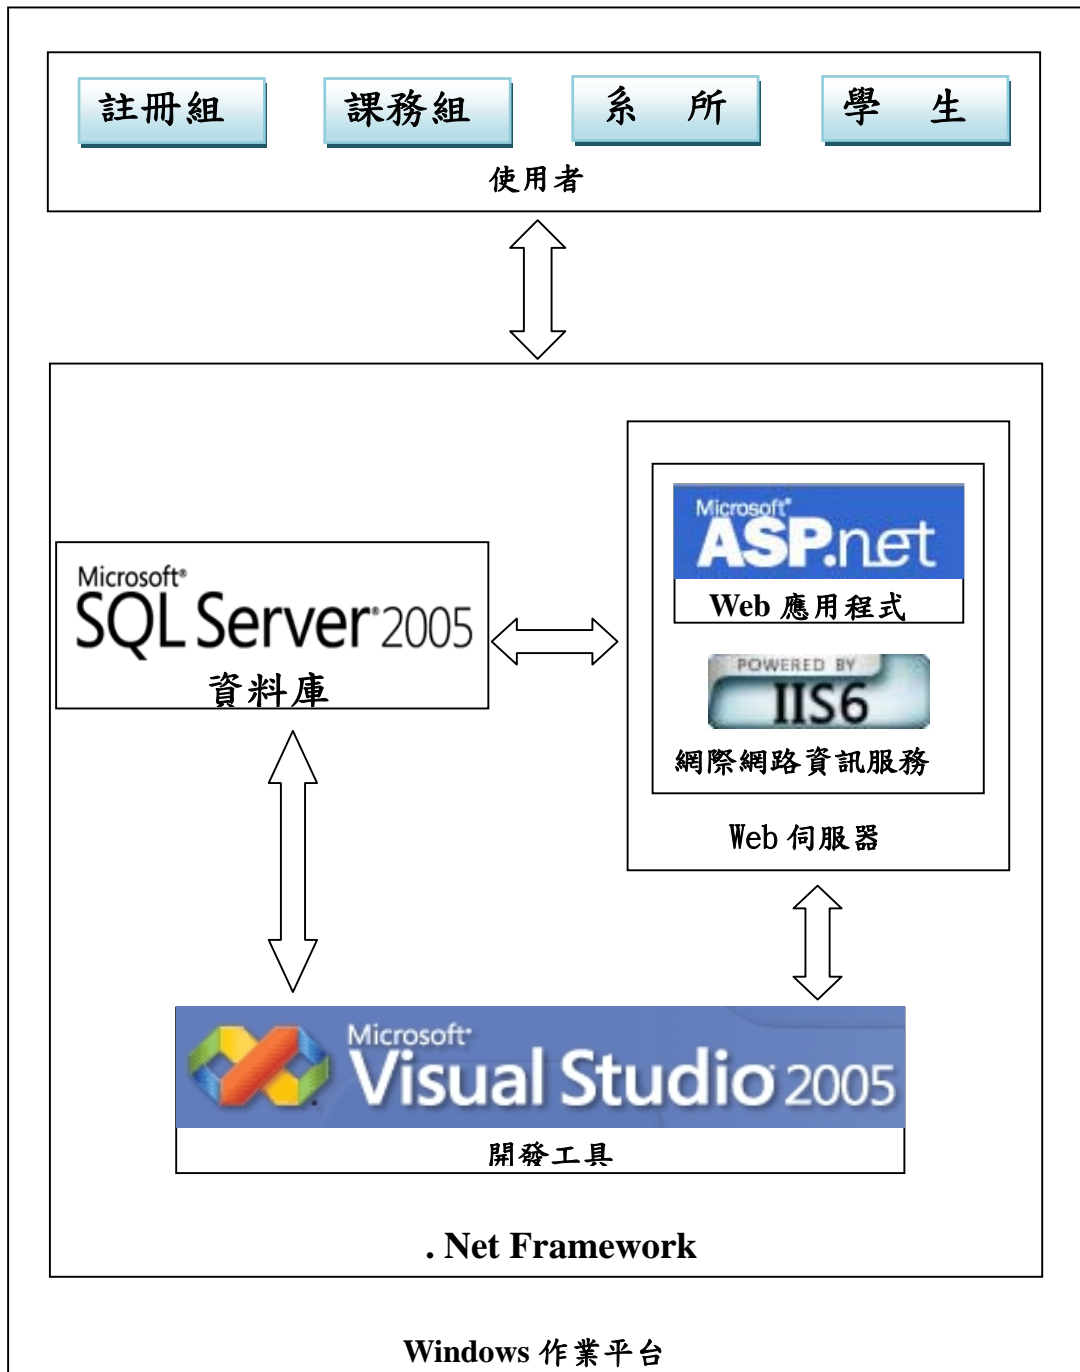 註冊組
課務組
系 所
學 生
使用者
Microsoft®
ASP.net
Web 應用程式
Microsoft®
SQL Server® 2005
資料庫
POWERED BY
IIS6
網際網路資訊服務
Web 伺服器
Microsoft®
Visual Studio® 2005
開發工具
. Net Framework
Windows 作業平台